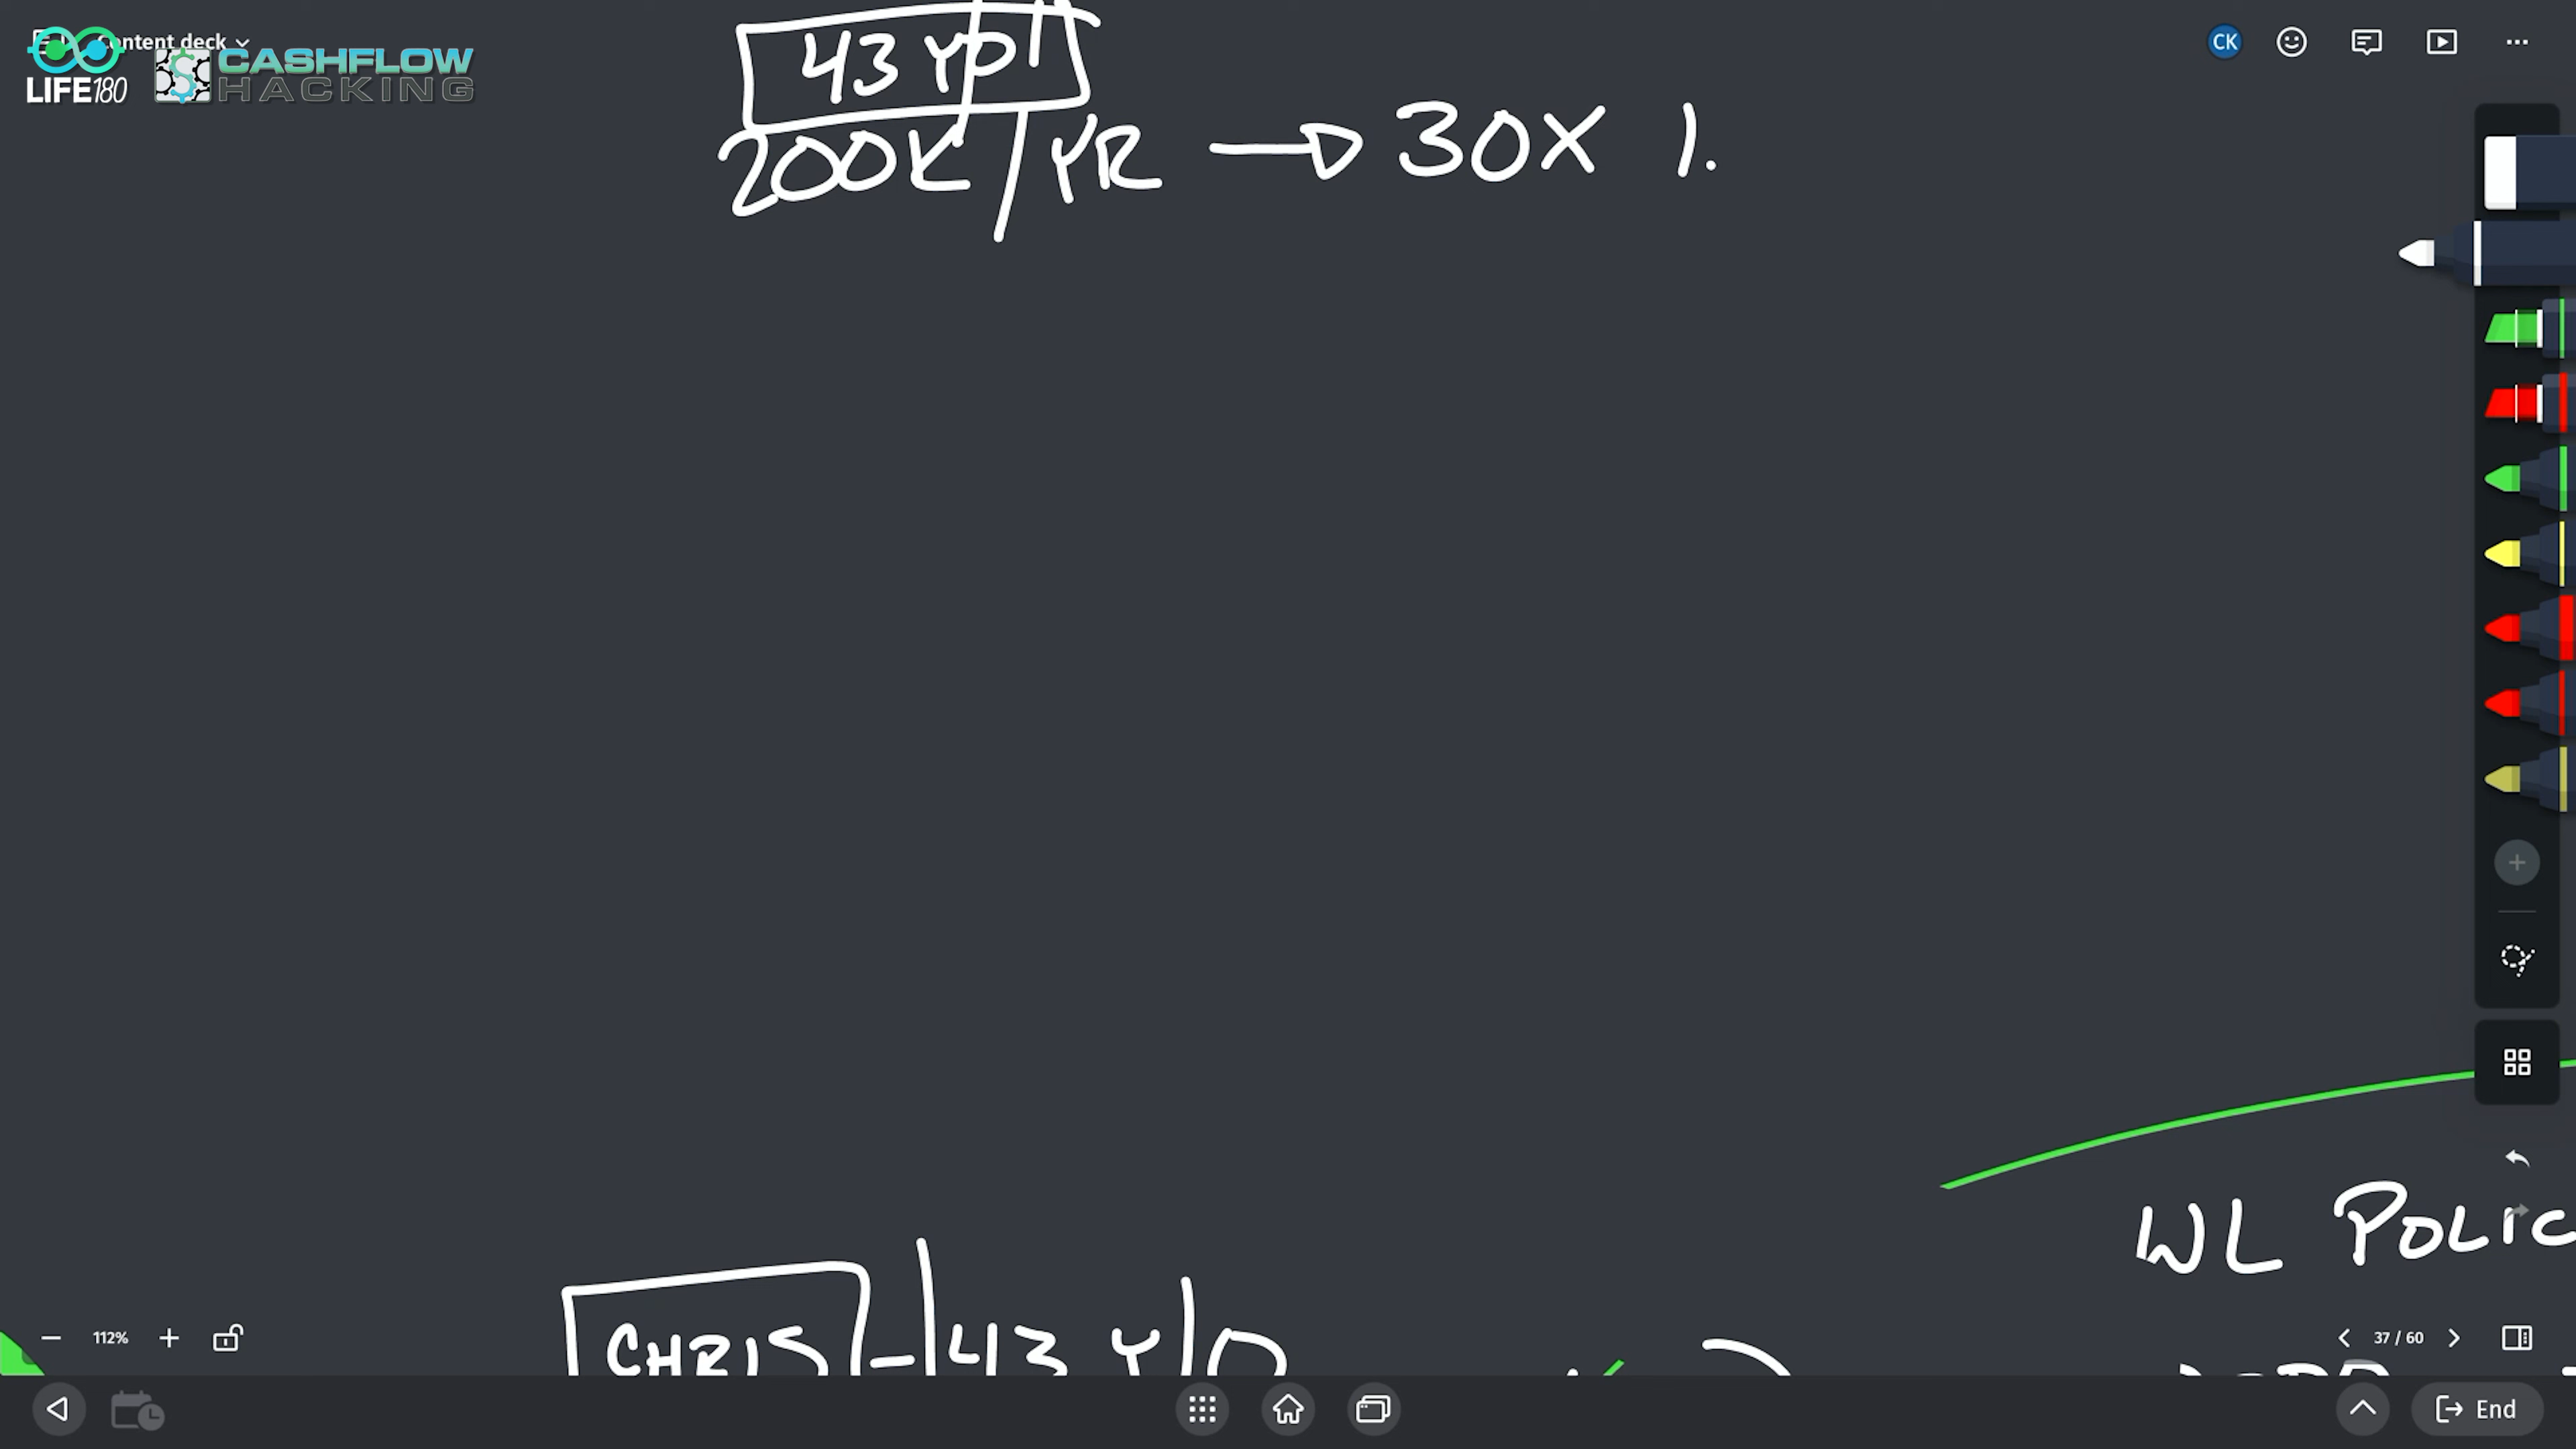 Content deck
LIFE180 CASHFLOW HACKING
CK
43 Y/O
200K/YR → 30X 1.
WL POLIC
CHRIS - 43 Y/O
112%
37 / 60
End